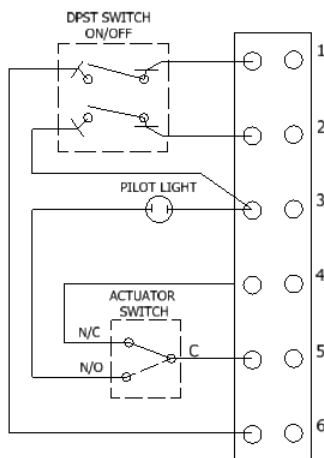 DPST SWITCH
ON/OFF
1
2
PILOT LIGHT
3
4
ACTUATOR
SWITCH
N/C
C
5
N/O
6